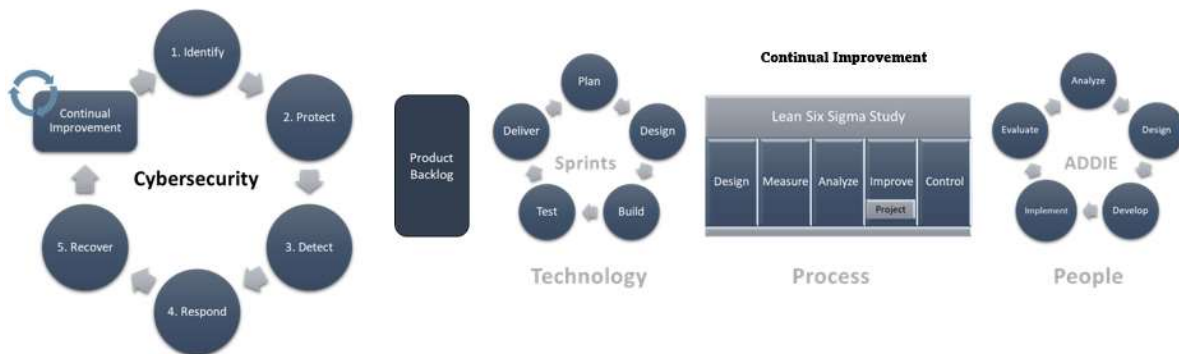 1. Identify
2. Protect
3. Detect
4. Respond
5. Recover
Continual
Improvement
Cybersecurity
Product
Backlog
Continual Improvement
Plan
Design
Build
Test
Deliver
Sprints
Technology
Lean Six Sigma Study
Design
Measure
Analyze
Improve
Control
Project
Process
Analyze
Design
Develop
Implement
Evaluate
ADDIE
People